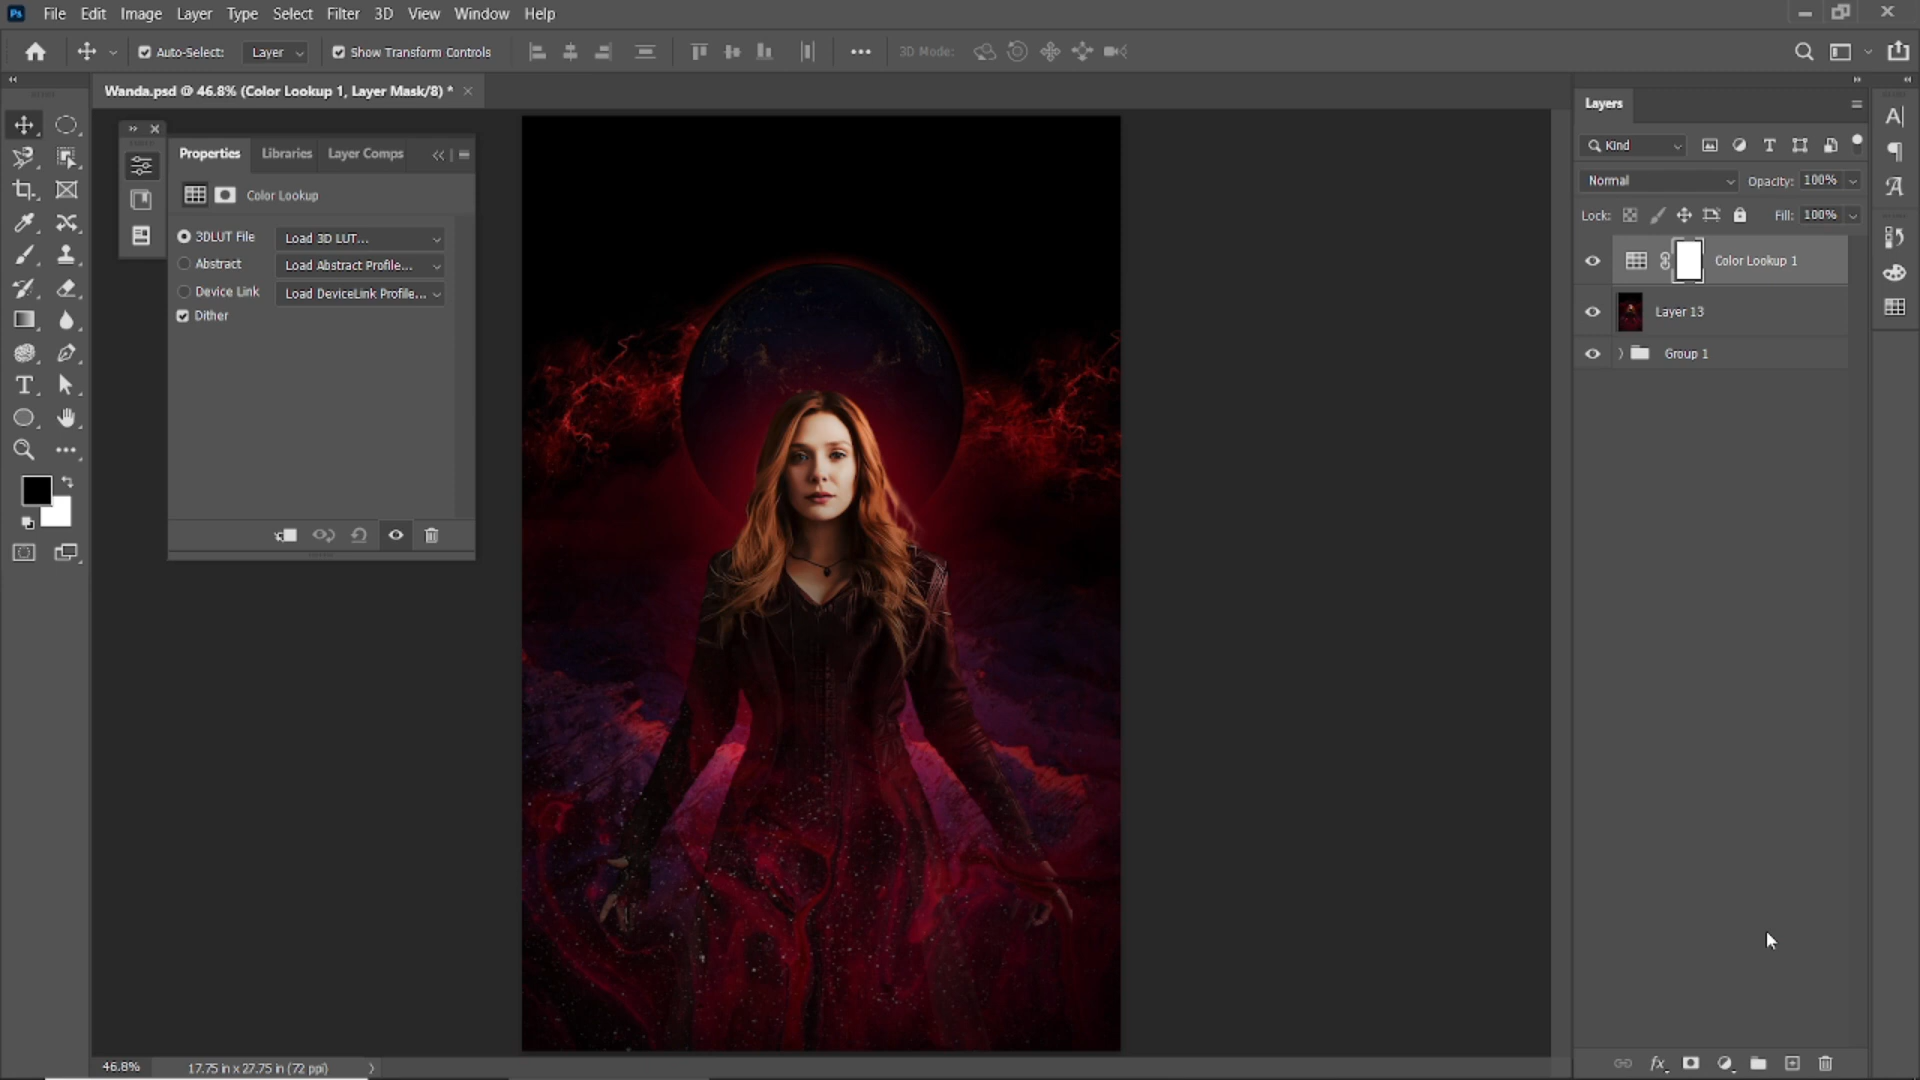 Ps File Edit Image Layer Type Select Filter 3D View Window Help
Auto-Select: Layer Show Transform Controls 3D Mode:
Wanda.psd @ 46.8% (Color Lookup 1, Layer Mask/8) *
Properties Libraries Layer Comps
Color Lookup
3DLUT File Load 3D LUT...
Abstract Load Abstract Profile...
Device Link Load DeviceLink Profile...
Dither
Layers
Kind
Normal Opacity: 100%
Lock: Fill: 100%
Color Lookup 1
Layer 13
Group 1
46.8% 17.75 in x 27.75 in (72 ppi)